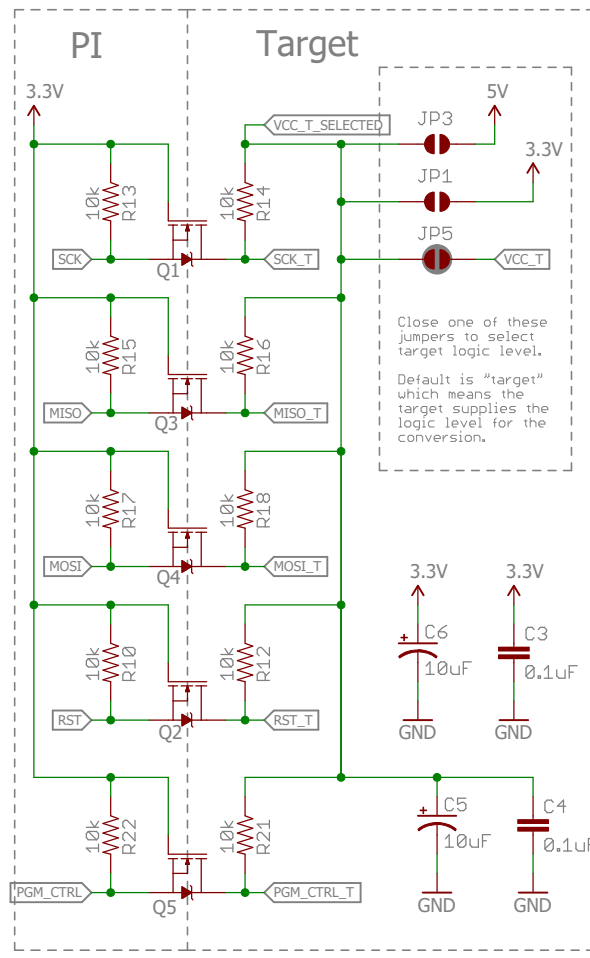 PI
Target
3.3V
VCC_T_SELECTED
JP3
5V
10k
R13
10k
R14
JP1
3.3V
SCK
Q1
SCK_T
JP5
VCC_T
10k
R15
10k
R16
Close one of these
jumpers to select
target logic level.
Default is "target"
which means the
target supplies the
logic level for the
conversion.
MISO
Q3
MISO_T
10k
R17
10k
R18
MOSI
Q4
MOSI_T
3.3V
3.3V
10k
R10
10k
R12
C6
10uF
C3
0.1uF
RST
Q2
RST_T
GND
GND
10k
R22
10k
R21
C5
10uF
C4
0.1uF
PGM_CTRL
Q5
PGM_CTRL_T
GND
GND